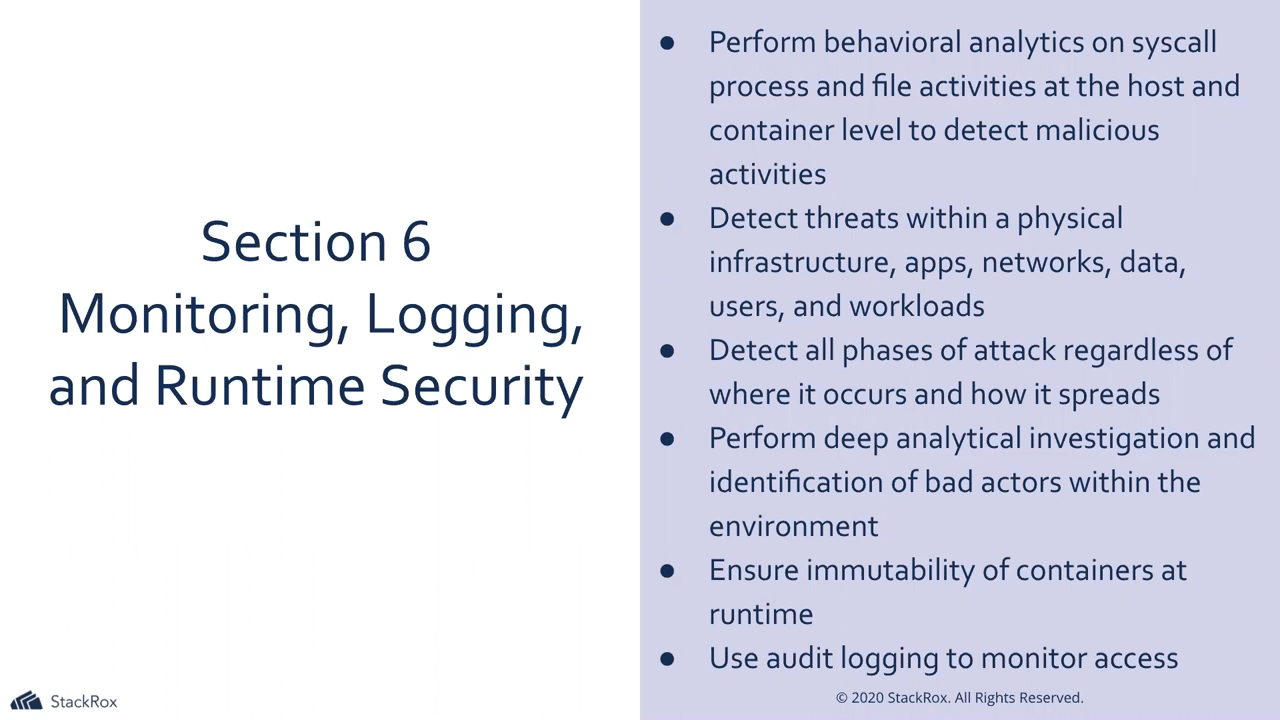 Section 6
Monitoring, Logging,
and Runtime Security
● Perform behavioral analytics on syscall
process and file activities at the host and
container level to detect malicious
activities
● Detect threats within a physical
infrastructure, apps, networks, data,
users, and workloads
● Detect all phases of attack regardless of
where it occurs and how it spreads
● Perform deep analytical investigation and
identification of bad actors within the
environment
● Ensure immutability of containers at
runtime
● Use audit logging to monitor access
StackRox
© 2020 StackRox. All Rights Reserved.